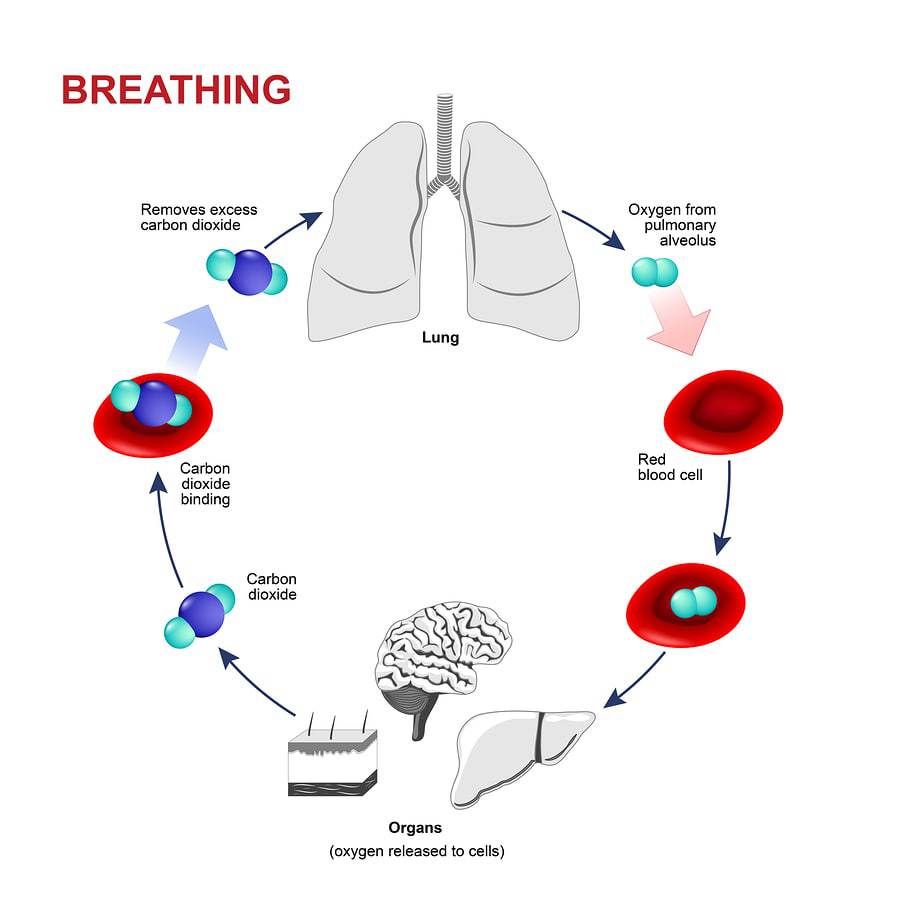 BREATHING
Removes excess
carbon dioxide
Oxygen from
pulmonary
alveolus
Lung
Red
blood cell
Carbon
dioxide
binding
Carbon
dioxide
Organs
(oxygen released to cells)